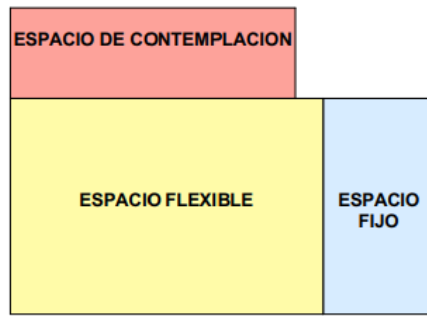 ESPACIO DE CONTEMPLACION
ESPACIO FLEXIBLE
ESPACIO
FIJO